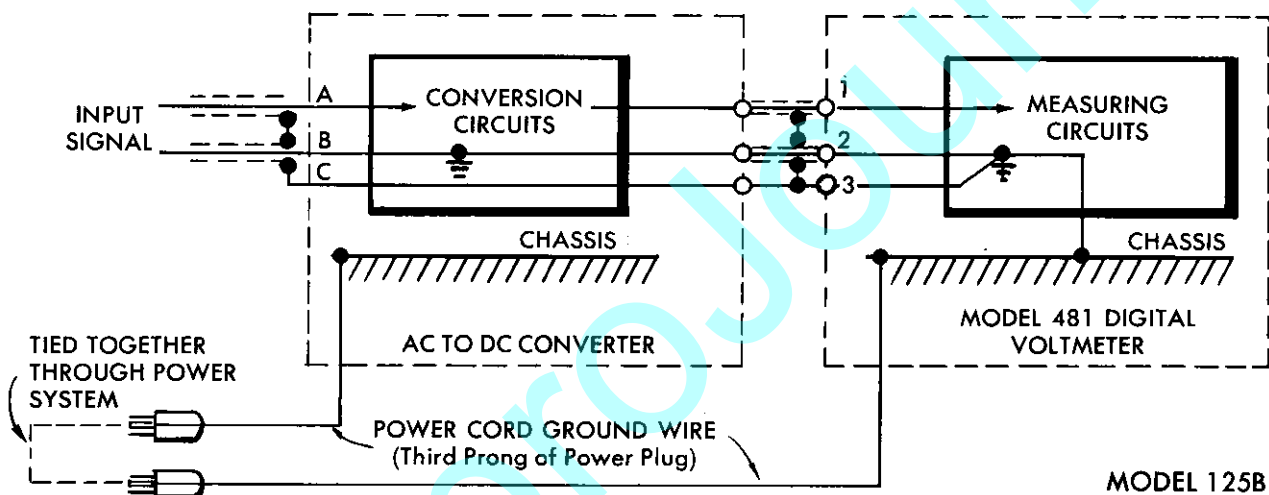 INPUT
SIGNAL
A
B
C
CONVERSION
CIRCUITS
1
2
3
MEASURING
CIRCUITS
CHASSIS
CHASSIS
AC TO DC CONVERTER
MODEL 481 DIGITAL
VOLTMETER
TIED TOGETHER
THROUGH POWER
SYSTEM
POWER CORD GROUND WIRE
(Third Prong of Power Plug)
MODEL 125B